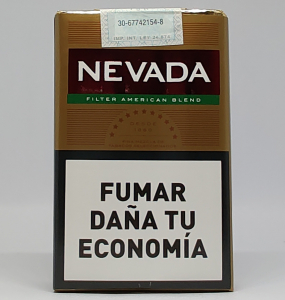 30-67742154-8
NEVADA
FILTER AMERICAN BLEND
FUMAR
DAÑA TU
ECONOMÍA